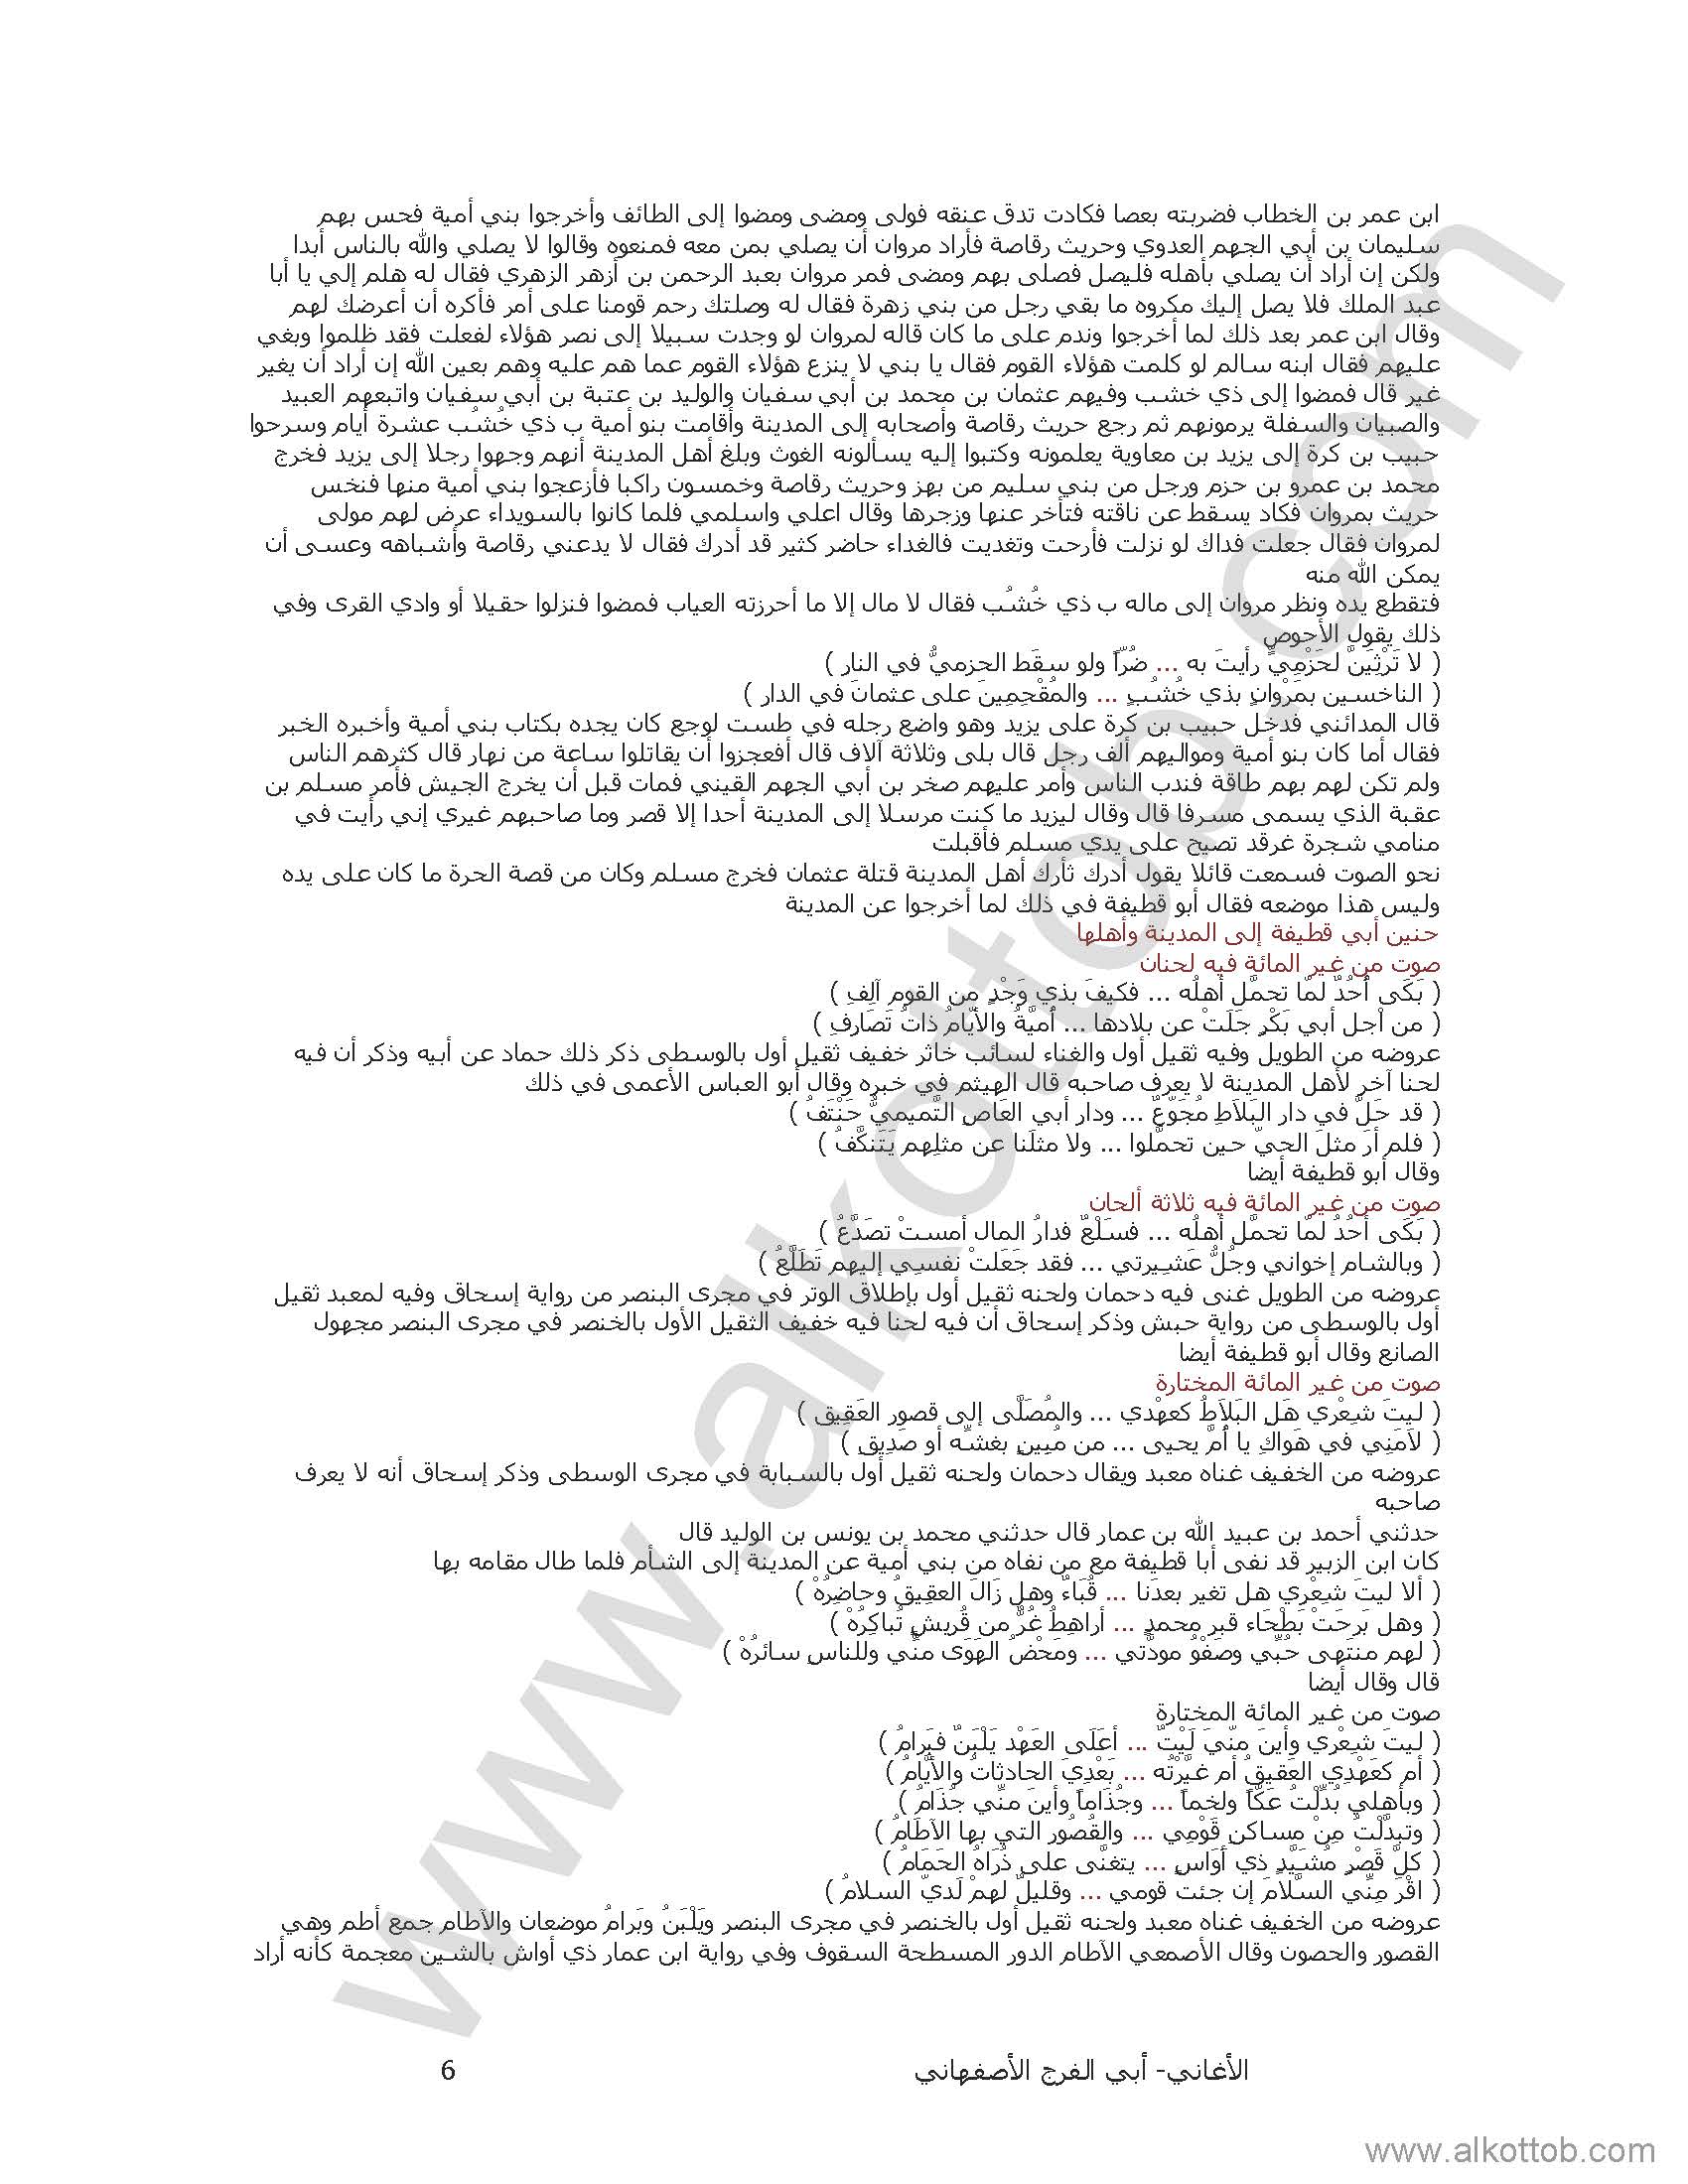 ابن عمر بن الخطاب فضربته بعصا فكادت تدق عنقه فولى ومضى ومضوا إلى الطائف وأخرجوا بني أمية فحس بهم
سليمان بن أبي الجهم العدوي وحريث رقاصة فأراد مروان أن يصلي بمن معه فمنعوه وقالوا لا يصلي والله بالناس أبدا
ولكن إن أراد أن يصلي بأهله فليصل فصلى بهم ومضى فمر مروان بعبد الرحمن بن أزهر الزهري فقال له هلم إلي يا أبا
عبد الملك فلا يصل إليك مكروه ما بقي رجل من بني زهرة فقال له وصلتك رحم قومنا على أمر فأكره أن أعرضك لهم
وقال ابن عمر بعد ذلك لما أخرجوا وندم على ما كان قاله لمروان لو وجدت سبيلا إلى نصر هؤلاء لفعلت فقد ظلموا وبغي
عليهم فقال ابنه سالم لو كلمت هؤلاء القوم فقال يا بني لا ينزع هؤلاء القوم عما هم عليه وهم بعين الله إن أراد أن يغير
غير قال فمضوا إلى ذي خشب وفيهم عثمان بن محمد بن أبي سفيان والوليد بن عتبة بن أبي سفيان واتبعهم العبيد
والصبيان والسفلة يرمونهم ثم رجع حريث رقاصة وأصحابه إلى المدينة وأقامت بنو أمية ب ذي خُشُب عشرة أيام وسرحوا
حبيب بن كرة إلى يزيد بن معاوية يعلمونه وكتبوا إليه يسألونه الغوث وبلغ أهل المدينة أنهم وجهوا رجلا إلى يزيد فخرج
محمد بن عمرو بن حزم ورجل من بني سليم من بهز وحريث رقاصة وخمسون راكبا فأزعجوا بني أمية منها فنخس
حريث بمروان فكاد يسقط عن ناقته فتأخر عنها وزجرها وقال اعلي واسلمي فلما كانوا بالسويداء عرض لهم مولى
لمروان فقال جعلت فداك لو نزلت فأرحت وتغديت فالغداء حاضر كثير قد أدرك فقال لا يدعني رقاصة وأشباهه وعسى أن
يمكن الله منه
فتقطع يده ونظر مروان إلى ماله ب ذي خُشُب فقال لا مال إلا ما أحرزته العياب فمضوا فنزلوا حقيلا أو وادي القرى وفي
ذلك يقول الأحوص
( لا تَرْثِيَنَّ لحَزْمِيٍّ رأيتَ به ... ضُرّاً ولو سقَط الحزميُّ في النار )
( الناخسين بمَرْوانٍ بذي خُشُبٍ ... والمُقْحِمِينَ على عثمانَ في الدار )
قال المدائني فدخل حبيب بن كرة على يزيد وهو واضع رجله في طست لوجع كان يجده بكتاب بني أمية وأخبره الخبر
فقال أما كان بنو أمية ومواليهم ألف رجل قال بلى وثلاثة آلاف قال أفعجزوا أن يقاتلوا ساعة من نهار قال كثرهم الناس
ولم تكن لهم بهم طاقة فندب الناس وأمر عليهم صخر بن أبي الجهم القيني فمات قبل أن يخرج الجيش فأمر مسلم بن
عقبة الذي يسمى مسرفا قال وقال ليزيد ما كنت مرسلا إلى المدينة أحدا إلا قصر وما صاحبهم غيري إني رأيت في
منامي شجرة غرقد تصيح على يدي مسلم فأقبلت
نحو الصوت فسمعت قائلا يقول أدرك ثأرك أهل المدينة قتلة عثمان فخرج مسلم وكان من قصة الحرة ما كان على يده
وليس هذا موضعه فقال أبو قطيفة في ذلك لما أخرجوا عن المدينة
حنين أبي قطيفة إلى المدينة وأهلها
صوت من غير المائة فيه لحنان
( بَكَى أُحُدٌ لمّا تحمَّل أهلُه ... فكيفَ بذي وَجْدٍ من القوم آلِفِ )
( من اْجل أبي بَكْرٍ جَلَتْ عن بلادها ... أُميَّةُ والأيّامُ ذاتُ تَصَارفِ )
عروضه من الطويل وفيه ثقيل أول والغناء لسائب خاثر خفيف ثقيل أول بالوسطى ذكر ذلك حماد عن أبيه وذكر أن فيه
لحنا آخر لأهل المدينة لا يعرف صاحبه قال الهيثم في خبره وقال أبو العباس الأعمى في ذلك
( قد حَلَّ في دار البَلاَطِ مُجَوّعٌ ... ودار أبي العَاصِ التَّميميُّ حَنْتَفُ )
( فلم أرَ مثلَ الحيّ حين تحمَّلوا ... ولا مثلَنا عن مثلِهم يَتَنكَّفُ )
وقال أبو قطيفة أيضا
صوت من غير المائة فيه ثلاثة ألحان
( بَكَى أُحُدُ لمّا تحمَّل أهلُه ... فسَلْعٌ فدارُ المال أمستْ تصَدَّعُ )
( وبالشام إخواني وجُلُّ عَشيرتي ... فقد جَعَلتْ نفسِي إليهم تَطَلَّعُ )
عروضه من الطويل غنى فيه دحمان ولحنه ثقيل أول بإطلاق الوتر في مجرى البنصر من رواية إسحاق وفيه لمعبد ثقيل
أول بالوسطى من رواية حبش وذكر إسحاق أن فيه لحنا فيه خفيف الثقيل الأول بالخنصر في مجرى البنصر مجهول
الصانع وقال أبو قطيفة أيضا
صوت من غير المائة المختارة
( ليتَ شِعْري هَلِ البَلاَطُ كعهْدي ... والمُصَلَّى إلى قصورِ العَقِيق )
( لاَمَنِي في هَواكِ يا أُمَّ يحيى ... من مُبينٍ بغشِّه أو صَدِيقِ )
عروضه من الخفيف غناه معبد ويقال دحمان ولحنه ثقيل أول بالسبابة في مجرى الوسطى وذكر إسحاق أنه لا يعرف
صاحبه
حدثني أحمد بن عبيد الله بن عمار قال حدثني محمد بن يونس بن الوليد قال
كان ابن الزبير قد نفى أبا قطيفة مع من نفاه من بني أمية عن المدينة إلى الشأم فلما طال مقامه بها
( ألا ليتَ شِعْري هل تغير بعدَنا ... قُبَاءٌ وهل زَالَ العقِيقُ وحاضِرُهْ )
( وهل بَرحَتْ بَطْحَاء قبرِ محمدٍ ... أراهِطُ غُرٌّ من قُريشٍ تُباكِرُهْ )
( لهم منتَهى حُبِّي وصَفْوُ مودَّتي ... ومَحْضُ الهَوَى منِّي وللناسِ سائرُهْ )
قال وقال أيضا
صوت من غير المائة المختارة
( ليتَ شِعْري وأينَ منّيَ لَيْتٌ ... أعَلَى العَهْد يَلْبَنٌ فبَرامُ )
( أم كعَهْدِي العَقيقُ أم غيَّرتْه ... بَعْدِيَ الحادثاتُ والأيَّامُ )
( وبأهلِي بُدِّلْتُ عَكّاً ولخماً ... وجُذَاماً وأينَ منِّي جُذَامُ )
( وتبدَّلْتُ مِنْ مساكنِ قَوْمِي ... والقُصُور التي بها الآطَامُ )
( كلَّ قَصْرٍ مُشَيَّدٍ ذي أَوَاسٍ ... يتغنَّى على ذُرَاهُ الحَمَامُ )
( اقْرِ مِنِّي السَّلامَ إن جئتَ قومي ... وقليلٌ لهمْ لَديّ السلامُ )
عروضه من الخفيف غناه معبد ولحنه ثقيل أول بالخنصر في مجرى البنصر ويَلْبَنُ وبَرامُ موضعان والآطام جمع أطم وهي
القصور والحصون وقال الأصمعي الآطام الدور المسطحة السقوف وفي رواية ابن عمار ذي أواش بالشين معجمة كأنه أراد
الأغاني- أبي الفرج الأصفهاني 6
www.alkottob.com
www.alkottob.com